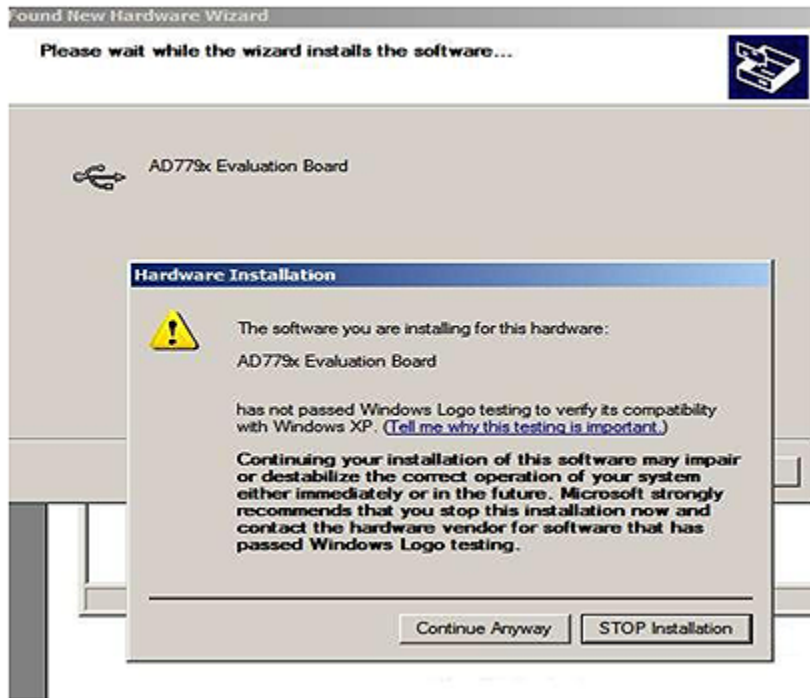 Found New Hardware Wizard
Please wait while the wizard installs the software...
AD779x Evaluation Board
Hardware Installation
The software you are installing for this hardware:
AD779x Evaluation Board
has not passed Windows Logo testing to verify its compatibility
with Windows XP. (Tell me why this testing is important.)
Continuing your installation of this software may impair
or destabilize the correct operation of your system
either immediately or in the future. Microsoft strongly
recommends that you stop this installation now and
contact the hardware vendor for software that has
passed Windows Logo testing.
Continue Anyway
STOP Installation